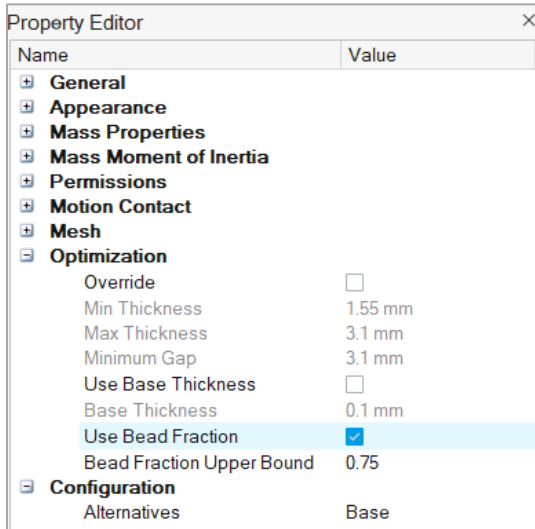 Property Editor
Name Value
General
Appearance
Mass Properties
Mass Moment of Inertia
Permissions
Motion Contact
Mesh
Optimization
Override
Min Thickness 1.55 mm
Max Thickness 3.1 mm
Minimum Gap 3.1 mm
Use Base Thickness
Base Thickness 0.1 mm
Use Bead Fraction
Bead Fraction Upper Bound 0.75
Configuration
Alternatives Base